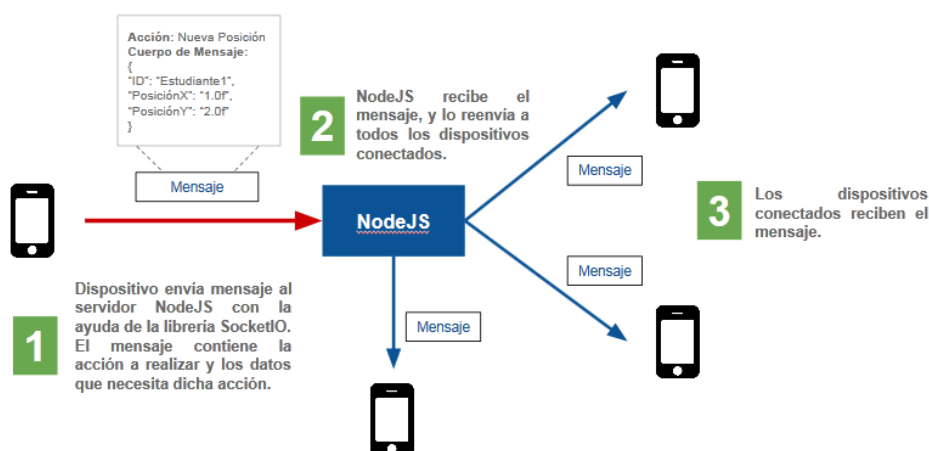 Acción: Nueva Posición
Cuerpo de Mensaje:
{
"ID": "Estudiante1",
"PosiciónX": "1.0f",
"PosiciónY": "2.0f"
}
Mensaje
2
NodeJS recibe el
mensaje, y lo reenvía a
todos los dispositivos
conectados.
NodeJS
Mensaje
Mensaje
Mensaje
3
Los dispositivos
conectados reciben el
mensaje.
1
Dispositivo envía mensaje al
servidor NodeJS con la
ayuda de la librería SocketIO.
El mensaje contiene la
acción a realizar y los datos
que necesita dicha acción.